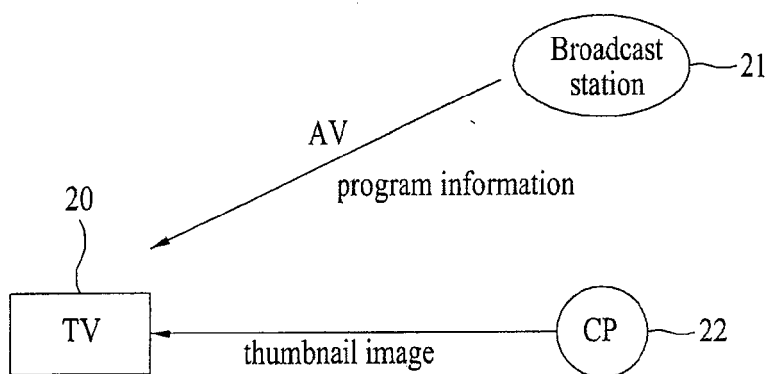 Broadcast
station
21
AV
program information
20
TV
thumbnail image
CP
22